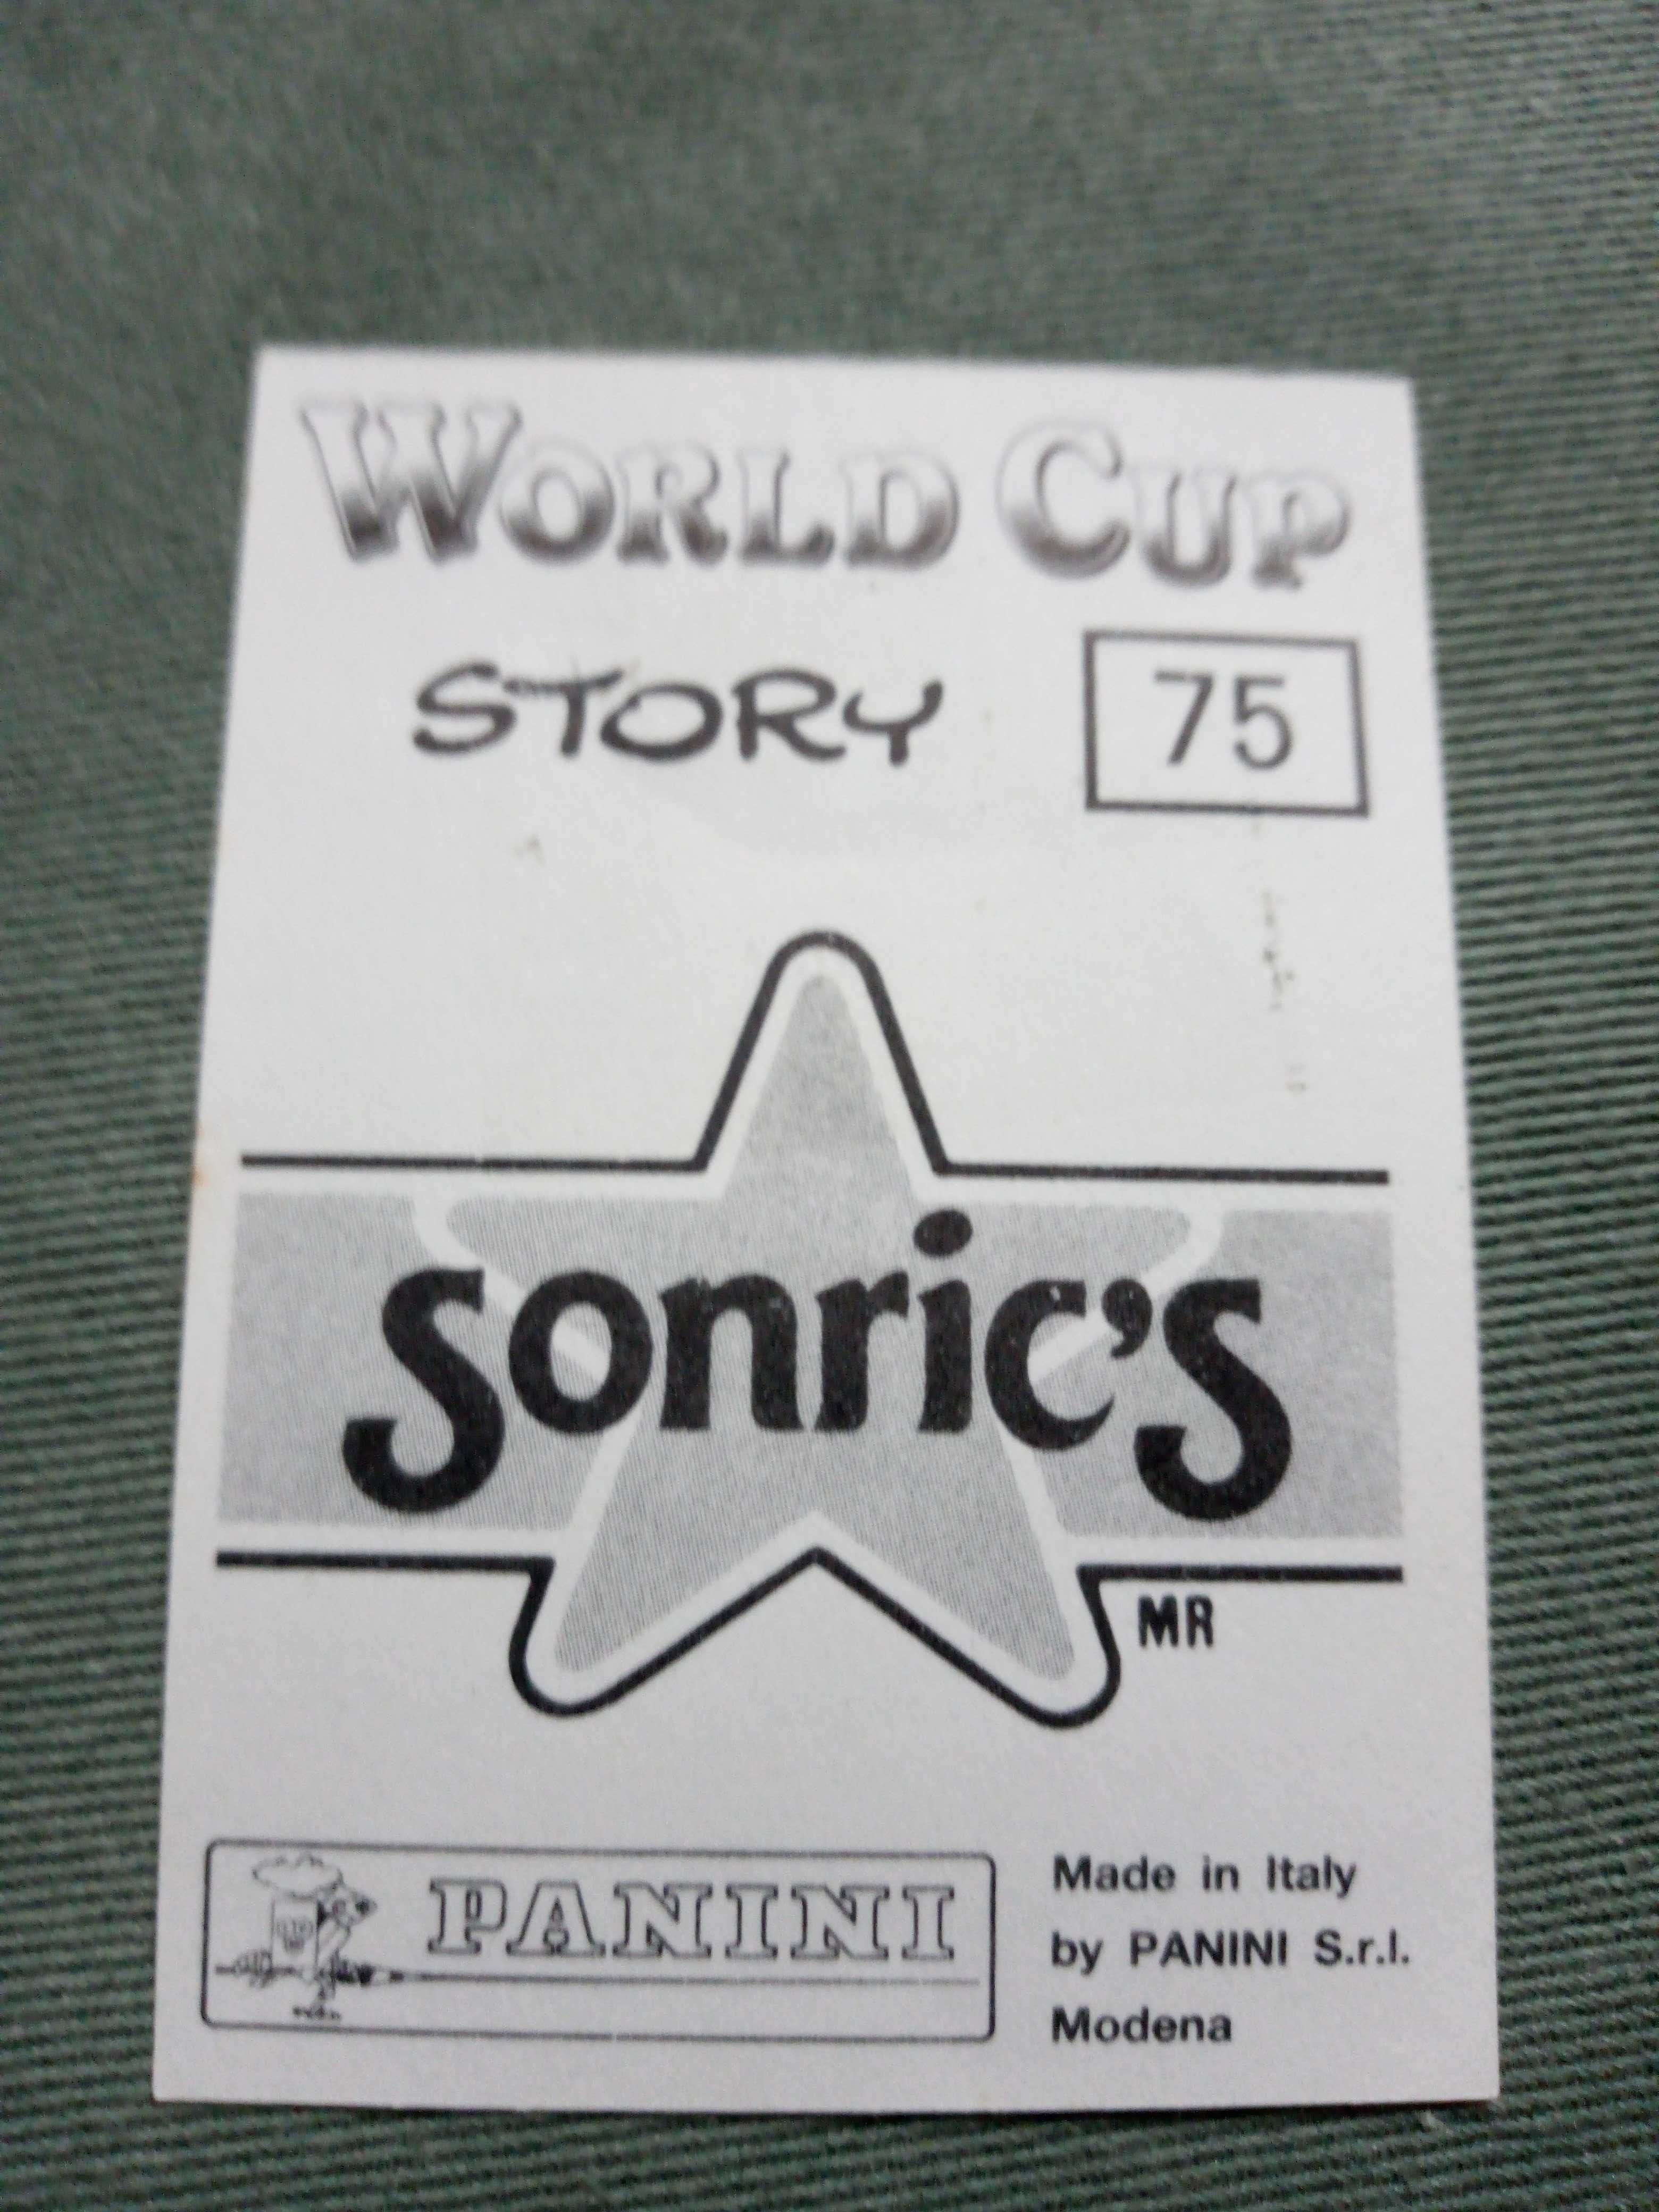 WORLD CUP
STORY 75
sonric's
MR
PANINI
Made in Italy
by PANINI S.r.l.
Modena